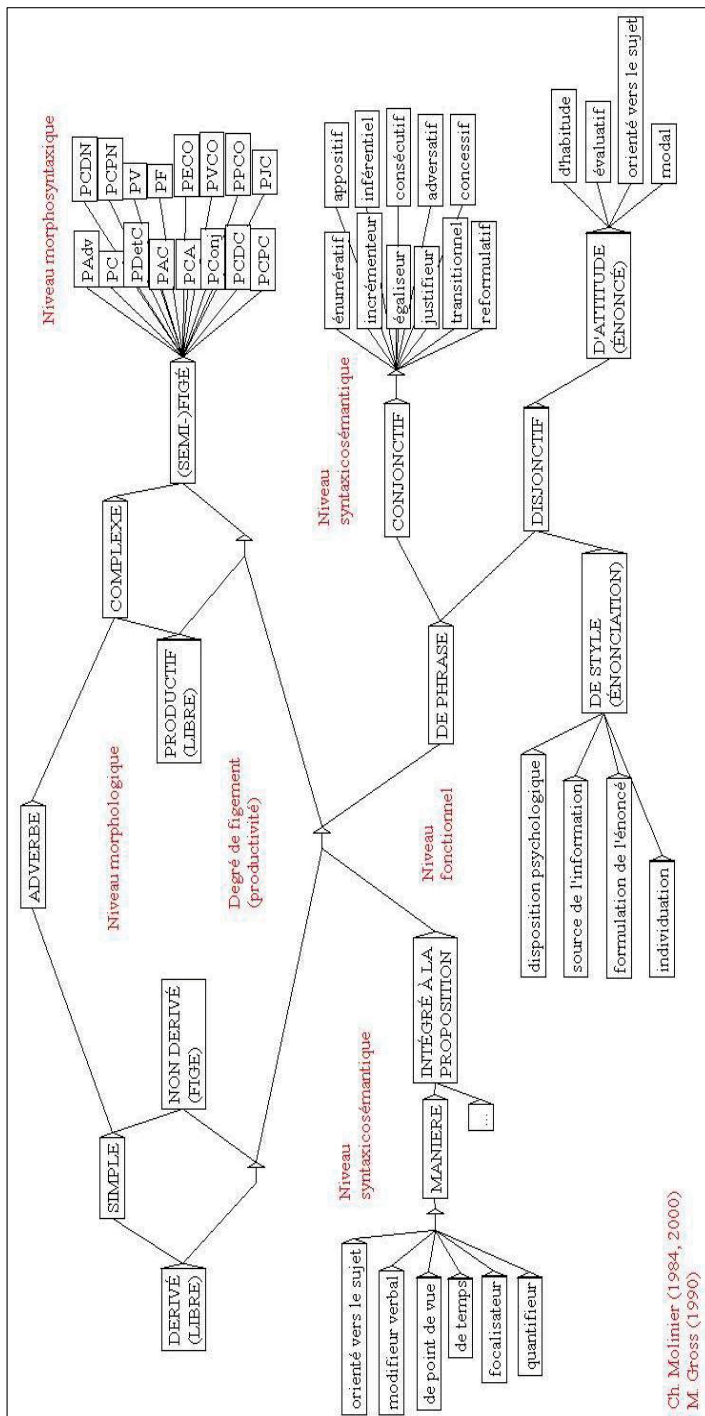 ADVERBE
Niveau morphologique
SIMPLE
COMPLEXE
Niveau morphosyntaxique
DERIVÉ
(LIBRE)
NON DERIVÉ
(FIGE)
PRODUCTIF
(LIBRE)
(SEMI-)FIGÉ
PAdv
PC
PDetC
PAC
PCA
PConj
PCDC
PCPC
PCDN
PCPN
PV
PF
PECO
PVCO
PPCO
PJC
Degré de figement
(productivité)
Niveau
syntaxicosémantique
Niveau
fonctionnel
Niveau
syntaxicosémantique
orienté vers le sujet
modifieur verbal
de point de vue
de temps
focalisateur
quantifieur
MANIERE
...
INTÉGRÉ À LA
PROPOSITION
DE PHRASE
CONJONCTIF
énumératif
incrémenteur
égaliseur
justifieur
transitionnel
reformulatif
appositif
inférentiel
consécutif
adversatif
concessif
DISJONCTIF
DE STYLE
(ÉNONCIATION)
disposition psychologique
source de l'information
formulation de l'énoncé
individuation
D'ATTITUDE
(ÉNONCÉ)
d'habitude
évaluatif
orienté vers le sujet
modal
Ch. Molinier (1984, 2000)
M. Gross (1990)